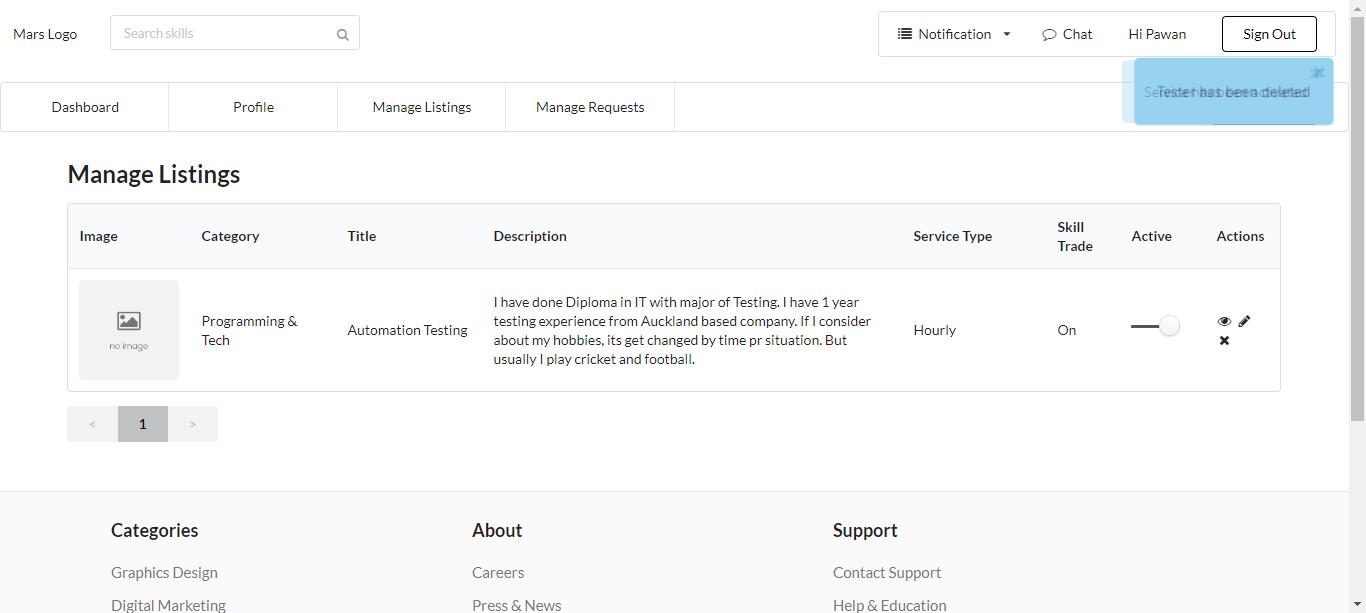 Mars Logo
Search skills
Notification
Chat
Hi Pawan
Sign Out
Dashboard
Profile
Manage Listings
Manage Requests
Tester has been deleted
Manage Listings
Image
Category
Title
Description
Service Type
Skill
Trade
Active
Actions
no image
Programming &
Tech
Automation Testing
I have done Diploma in IT with major of Testing. I have 1 year
testing experience from Auckland based company. If I consider
about my hobbies, its get changed by time pr situation. But
usually I play cricket and football.
Hourly
On
<
1
>
Categories
About
Support
Graphics Design
Careers
Contact Support
Digital Marketing
Press & News
Help & Education